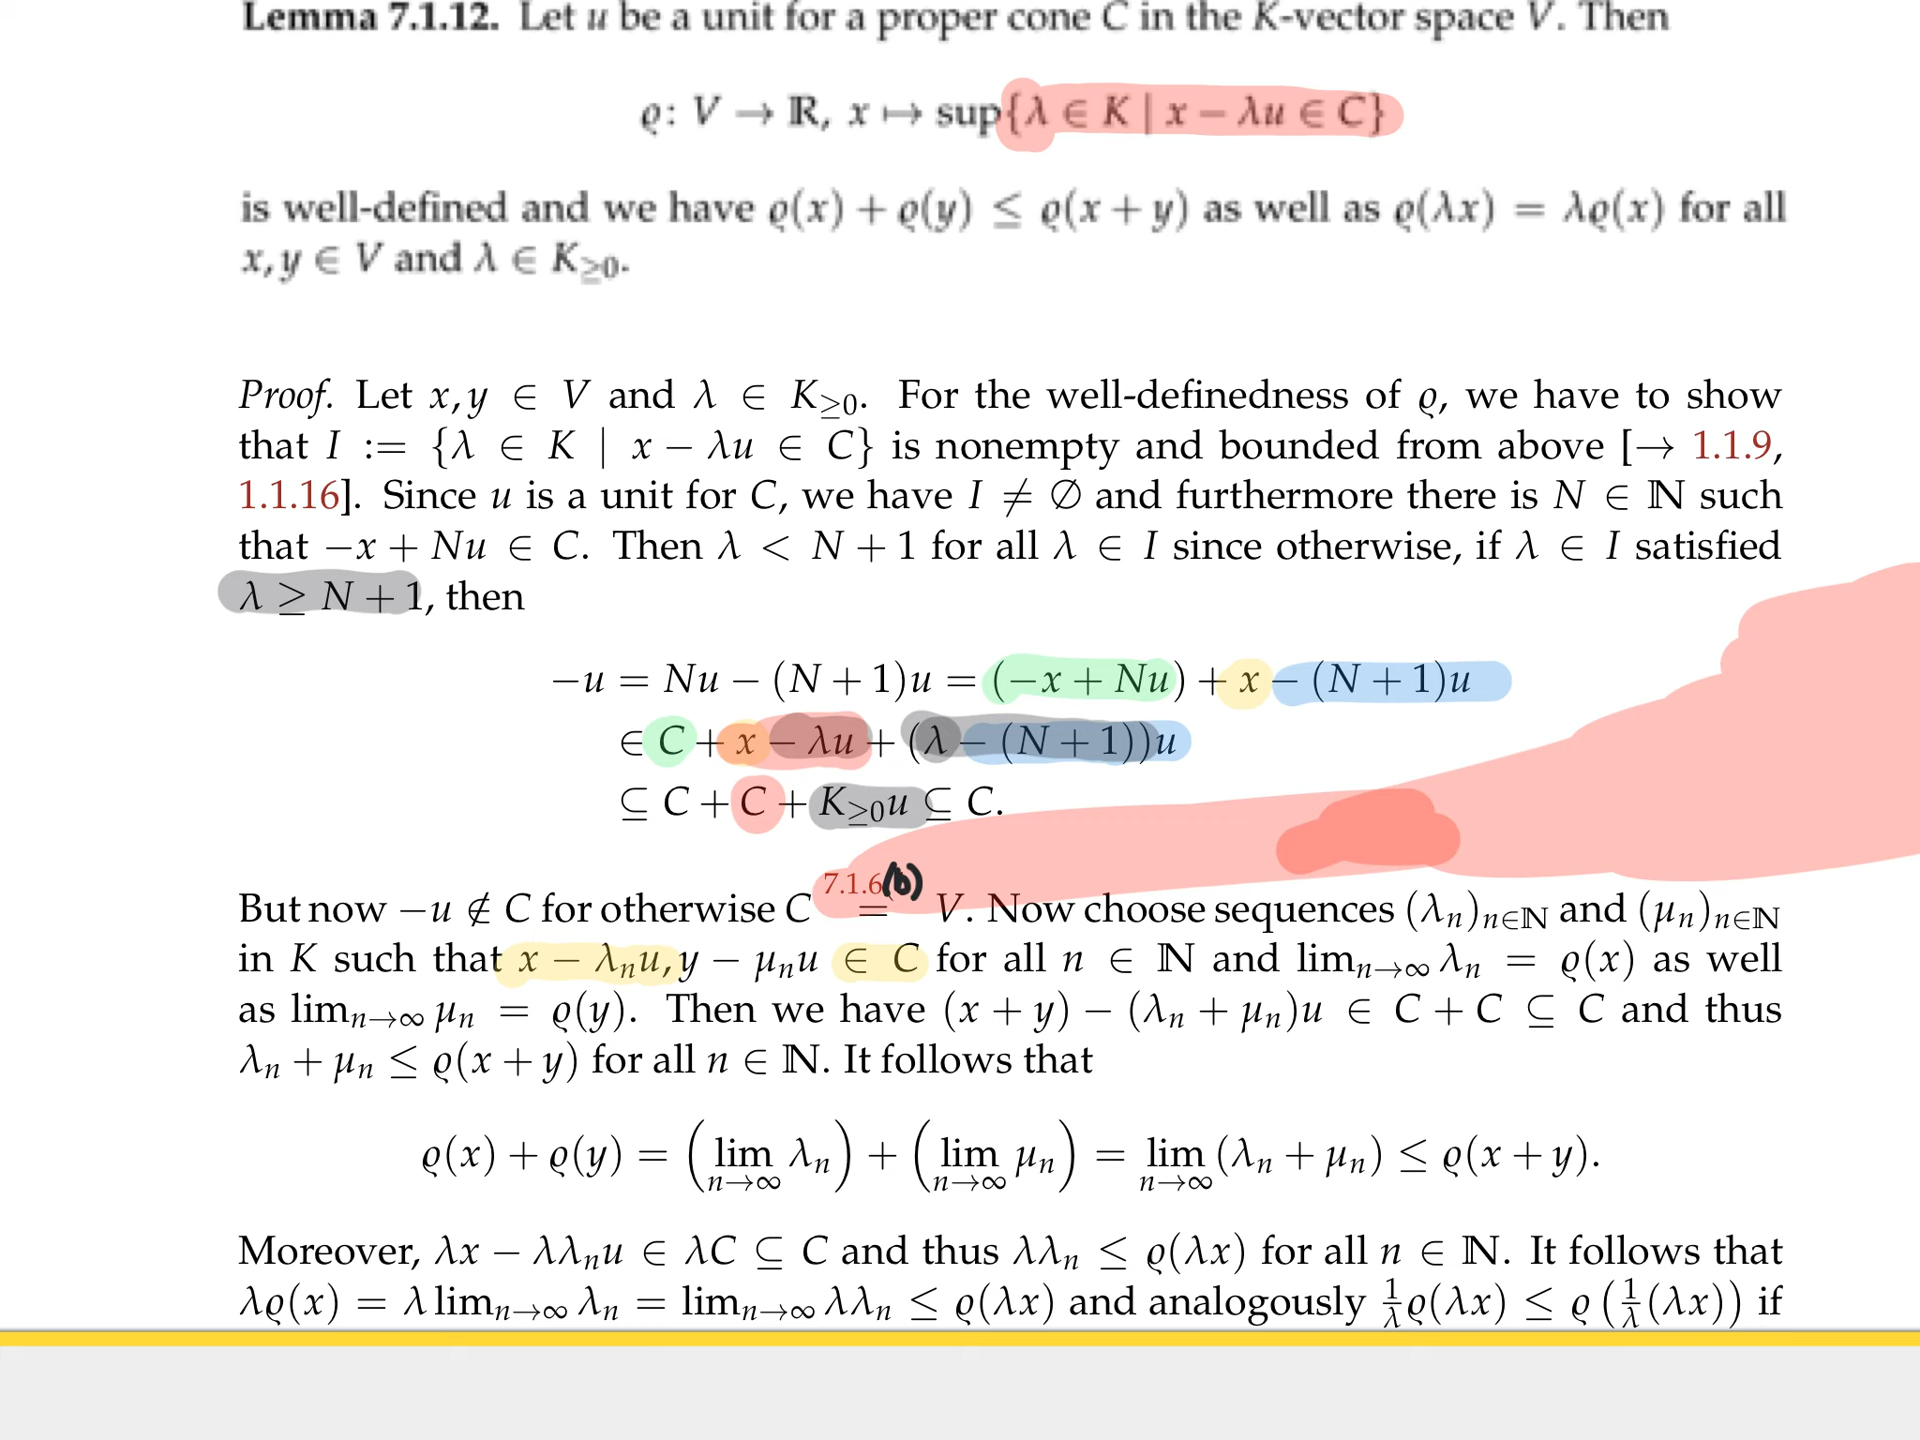 Lemma 7.1.12. Let u be a unit for a proper cone C in the K-vector space V. Then
ϱ: V → ℝ, x ↦ sup{λ ∈ K | x − λu ∈ C}
is well-defined and we have ϱ(x) + ϱ(y) ≤ ϱ(x + y) as well as ϱ(λx) = λϱ(x) for all
x, y ∈ V and λ ∈ K≥0.
Proof. Let x, y ∈ V and λ ∈ K≥0. For the well-definedness of ϱ, we have to show
that I := {λ ∈ K | x − λu ∈ C} is nonempty and bounded from above [→ 1.1.9,
1.1.16]. Since u is a unit for C, we have I ≠ ∅ and furthermore there is N ∈ ℕ such
that −x + Nu ∈ C. Then λ < N + 1 for all λ ∈ I since otherwise, if λ ∈ I satisfied
λ ≥ N + 1, then
−u = Nu − (N + 1)u = (−x + Nu) + x − (N + 1)u
∈ C + x − λu + (λ − (N + 1))u
⊆ C + C + K≥0u ⊆ C.
7.1.6(b)
But now −u ∉ C for otherwise C = V. Now choose sequences (λn)n∈ℕ and (μn)n∈ℕ
in K such that x − λnu, y − μnu ∈ C for all n ∈ ℕ and limn→∞ λn = ϱ(x) as well
as limn→∞ μn = ϱ(y). Then we have (x + y) − (λn + μn)u ∈ C + C ⊆ C and thus
λn + μn ≤ ϱ(x + y) for all n ∈ ℕ. It follows that
ϱ(x) + ϱ(y) = (lim n→∞ λn) + (lim n→∞ μn) = lim n→∞ (λn + μn) ≤ ϱ(x + y).
Moreover, λx − λλnu ∈ λC ⊆ C and thus λλn ≤ ϱ(λx) for all n ∈ ℕ. It follows that
λϱ(x) = λ limn→∞ λn = limn→∞ λλn ≤ ϱ(λx) and analogously 1/λ ϱ(λx) ≤ ϱ (1/λ (λx)) if